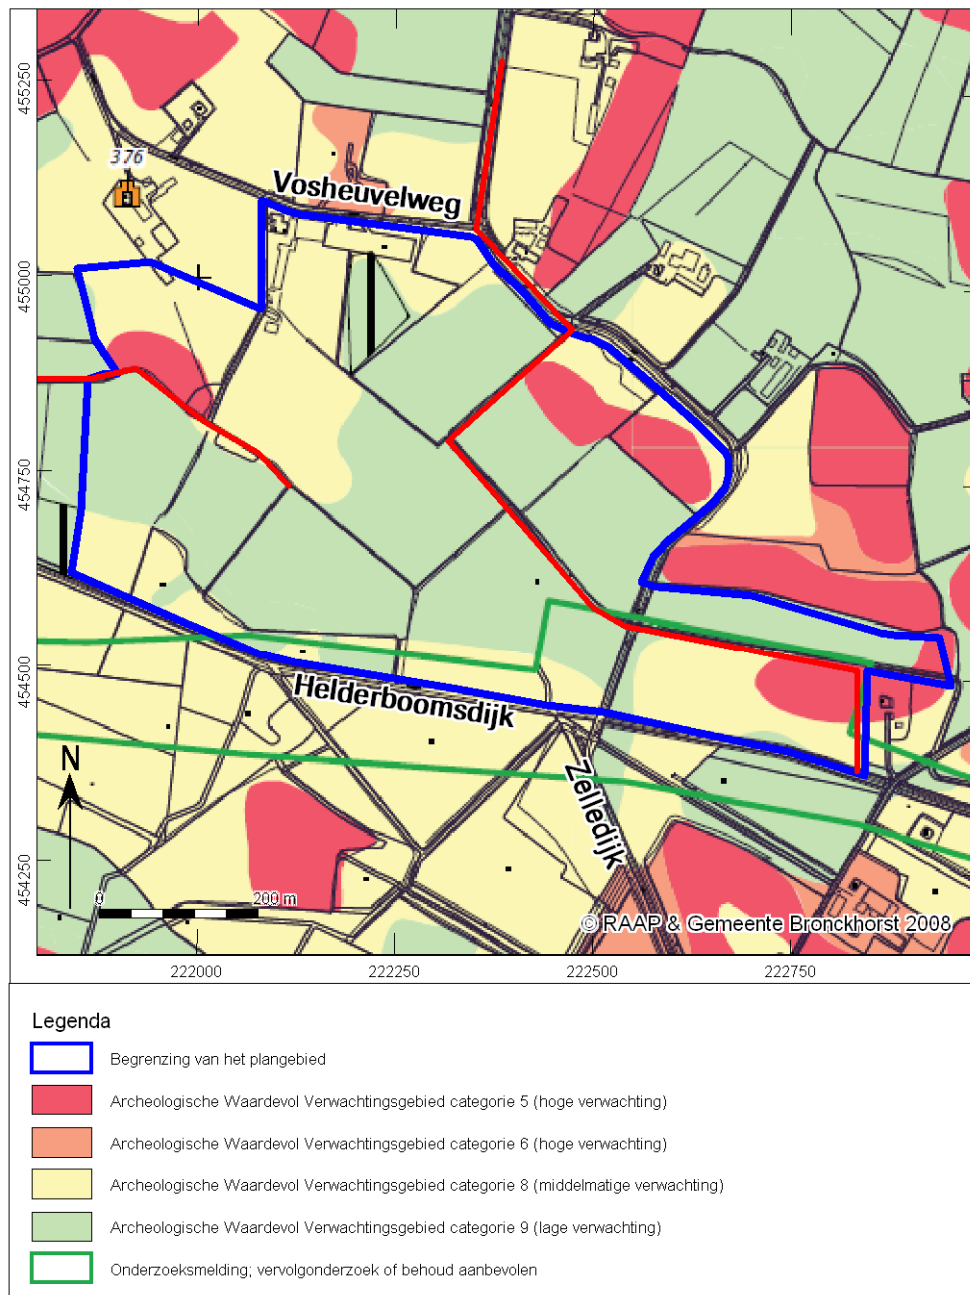 455250
376
Vosheuvelweg
455000
454750
454500
Helderboomsdijk
N
Zelledijk
454250
0 200 m
© RAAP & Gemeente Bronckhorst 2008
222000 222250 222500 222750
Legenda
Begrenzing van het plangebied
Archeologische Waardevol Verwachtingsgebied categorie 5 (hoge verwachting)
Archeologische Waardevol Verwachtingsgebied categorie 6 (hoge verwachting)
Archeologische Waardevol Verwachtingsgebied categorie 8 (middelmatige verwachting)
Archeologische Waardevol Verwachtingsgebied categorie 9 (lage verwachting)
Onderzoeksmelding; vervolgonderzoek of behoud aanbevolen